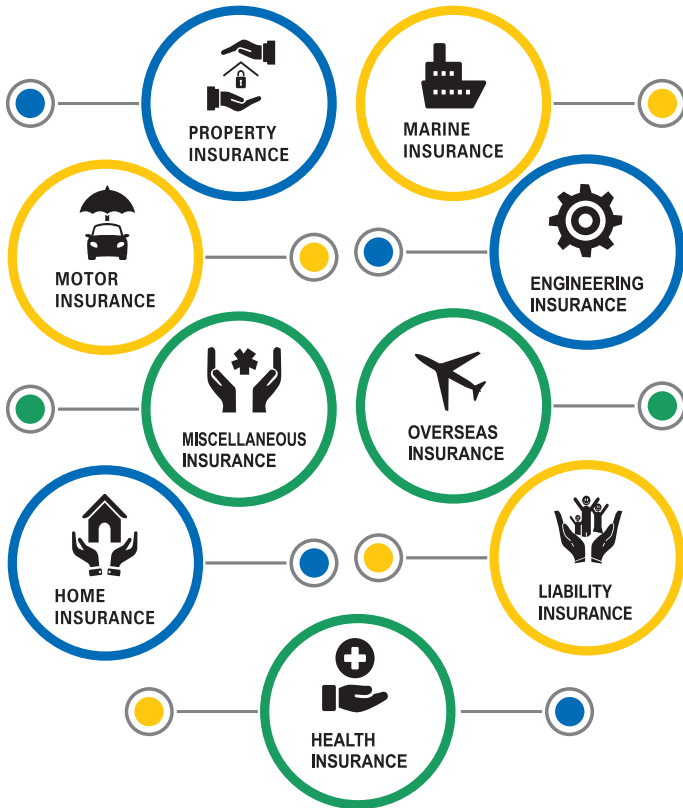 PROPERTY
INSURANCE
MARINE
INSURANCE
MOTOR
INSURANCE
ENGINEERING
INSURANCE
MISCELLANEOUS
INSURANCE
OVERSEAS
INSURANCE
HOME
INSURANCE
LIABILITY
INSURANCE
HEALTH
INSURANCE